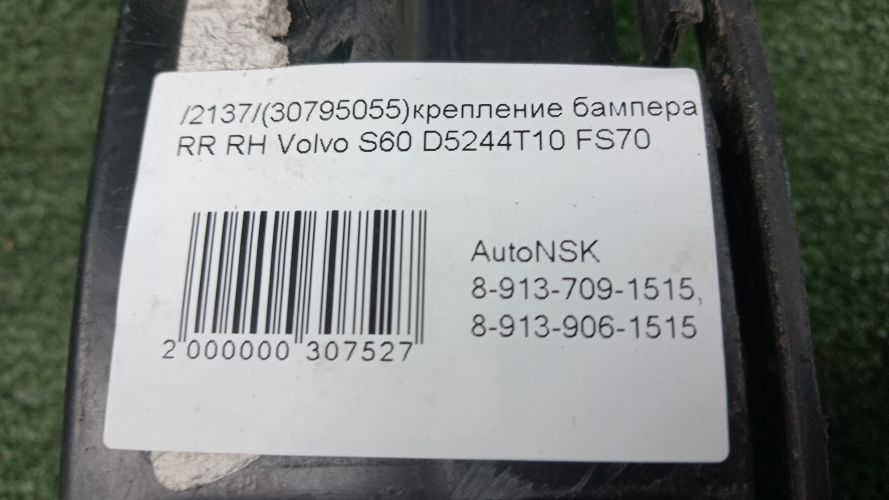 /2137/(30795055)крепление бампера
RR RH Volvo S60 D5244T10 FS70
AutoNSK
8-913-709-1515,
8-913-906-1515
2 000000 307527